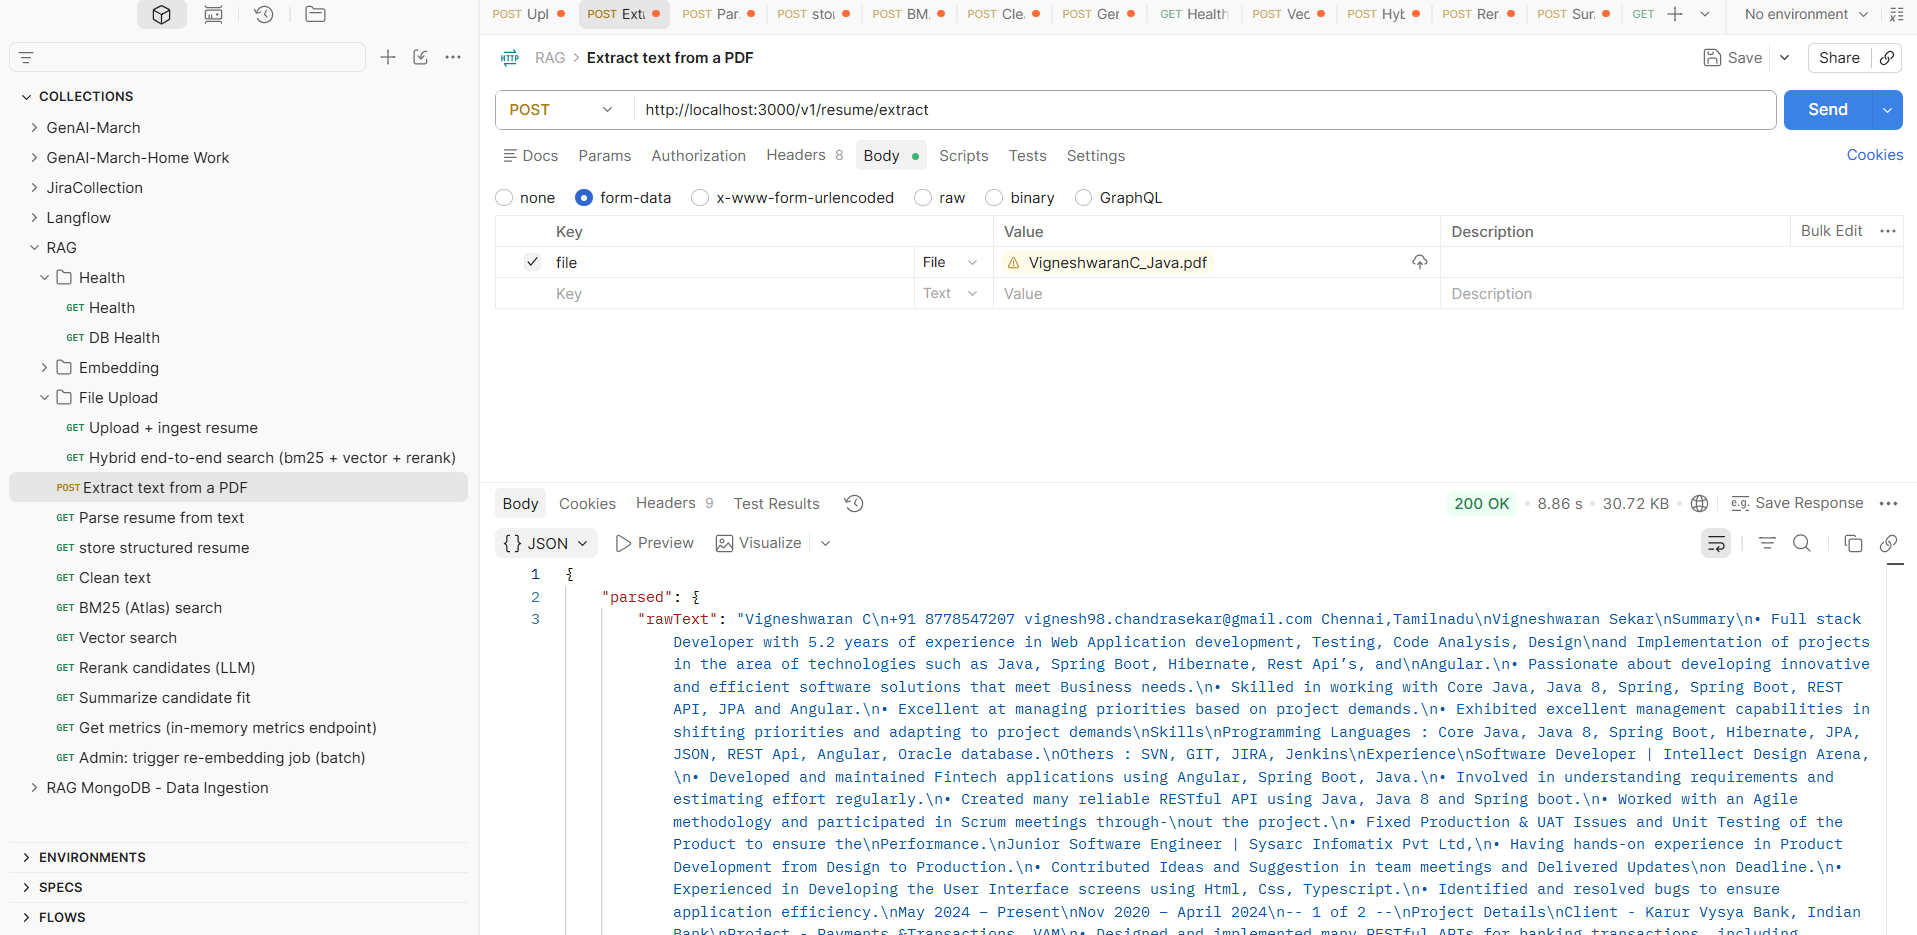 POST Upl
POST Extr
POST Par.
POST sto
POST BM.
POST Cle.
POST Ger
GET Health
POST Vec
POST Hyb
POST Rer
POST Sur
GET
No environment
RAG > Extract text from a PDF
Save
Share
COLLECTIONS
GenAI-March
GenAI-March-Home Work
JiraCollection
Langflow
RAG
Health
GET Health
GET DB Health
Embedding
File Upload
GET Upload + ingest resume
GET Hybrid end-to-end search (bm25 + vector + rerank)
POST Extract text from a PDF
GET Parse resume from text
GET store structured resume
GET Clean text
GET BM25 (Atlas) search
GET Vector search
GET Rerank candidates (LLM)
GET Summarize candidate fit
GET Get metrics (in-memory metrics endpoint)
GET Admin: trigger re-embedding job (batch)
RAG MongoDB - Data Ingestion
ENVIRONMENTS
SPECS
FLOWS
HTTP
POST http://localhost:3000/v1/resume/extract
Send
Docs Params Authorization Headers 8 Body Scripts Tests Settings
Cookies
none form-data x-www-form-urlencoded raw binary GraphQL
Key Value Description Bulk Edit
file File VigneshwaranC_Java.pdf
Key Text Value Description
Body Cookies Headers 9 Test Results
200 OK • 8.86 s • 30.72 KB
e.g. Save Response
{} JSON Preview Visualize
1 {
2 "parsed": {
3 "rawText": "Vigneshwaran C\n+91 8778547207 vignesh98.chandrasekar@gmail.com Chennai,Tamilnadu\nVigneshwaran Sekar\nSummary\n• Full stack
Developer with 5.2 years of experience in Web Application development, Testing, Code Analysis, Design\nand Implementation of projects
in the area of technologies such as Java, Spring Boot, Hibernate, Rest Api’s, and\nAngular.\n• Passionate about developing innovative
and efficient software solutions that meet Business needs.\n• Skilled in working with Core Java, Java 8, Spring, Spring Boot, REST
API, JPA and Angular.\n• Excellent at managing priorities based on project demands.\n• Exhibited excellent management capabilities in
shifting priorities and adapting to project demands\nSkills\nProgramming Languages : Core Java, Java 8, Spring Boot, Hibernate, JPA,
JSON, REST Api, Angular, Oracle database.\nOthers : SVN, GIT, JIRA, Jenkins\nExperience\nSoftware Developer | Intellect Design Arena,
\n• Developed and maintained Fintech applications using Angular, Spring Boot, Java.\n• Involved in understanding requirements and
estimating effort regularly.\n• Created many reliable RESTful API using Java, Java 8 and Spring boot.\n• Worked with an Agile
methodology and participated in Scrum meetings through-\nout the project.\n• Fixed Production & UAT Issues and Unit Testing of the
Product to ensure the\nPerformance.\nJunior Software Engineer | Sysarc Infomatix Pvt Ltd,\n• Having hands-on experience in Product
Development from Design to Production.\n• Contributed Ideas and Suggestion in team meetings and Delivered Updates\non Deadline.\n•
Experienced in Developing the User Interface screens using Html, Css, Typescript.\n• Identified and resolved bugs to ensure
application efficiency.\nMay 2024 – Present\nNov 2020 – April 2024\n-- 1 of 2 --\nProject Details\nClient - Karur Vysya Bank, Indian
Bank\nProject - Payments &Transactions, VAM\n• Designed and implemented many RESTful APIs for banking transactions, including